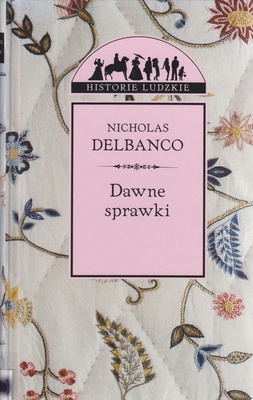 HISTORIE LUDZKIE
NICHOLAS
DELBANCO
Dawne
sprawki